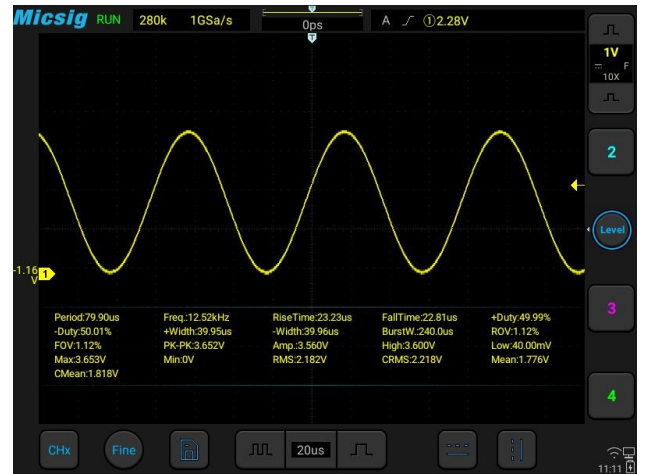 Micsig RUN 280k 1GSa/s 0ps A ①2.28V
T
1V
F
10X
2
Level
-1.16
V
1
3
Period:79.90us Freq.:12.52kHz RiseTime:23.23us FallTime:22.81us +Duty:49.99%
-Duty:50.01% +Width:39.95us -Width:39.96us BurstW.:240.0us ROV:1.12%
FOV:1.12% PK-PK:3.652V Amp.:3.560V High:3.600V Low:40.00mV
Max:3.653V Min:0V RMS:2.182V CRMS:2.218V Mean:1.776V
CMean:1.818V
4
CHx Fine 20us
11:11